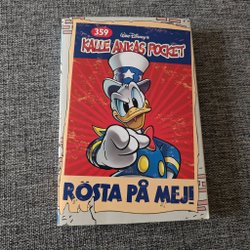 359
Walt Disney's
KALLE ANKAS POCKET
RÖSTA PÅ MEJ!